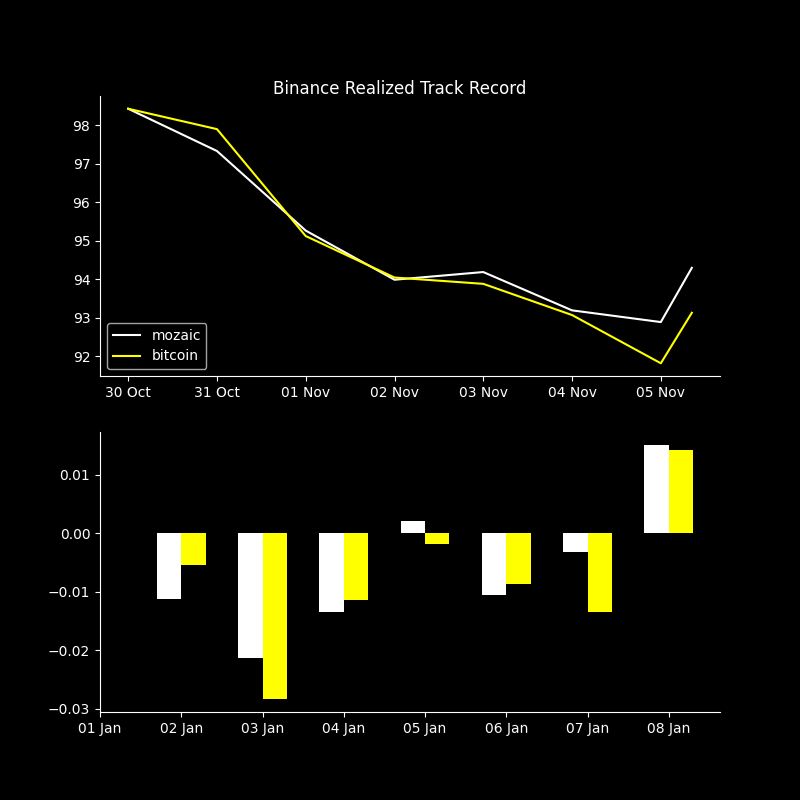 Binance Realized Track Record
98
97
96
95
94
93
92
mozaic
bitcoin
30 Oct 31 Oct 01 Nov 02 Nov 03 Nov 04 Nov 05 Nov
0.01
0.00
−0.01
−0.02
−0.03
01 Jan 02 Jan 03 Jan 04 Jan 05 Jan 06 Jan 07 Jan 08 Jan